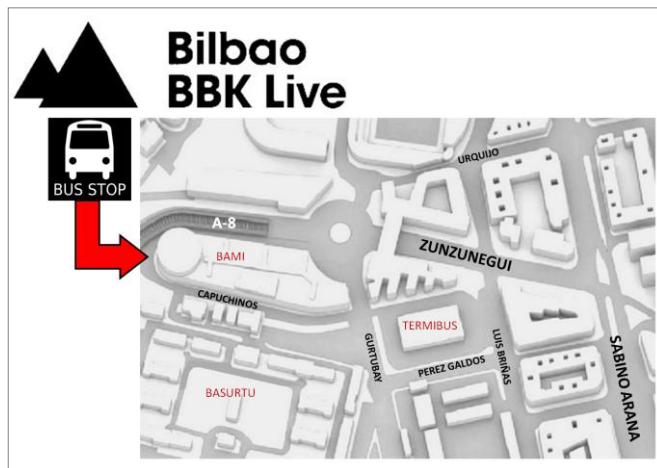 Bilbao
BBK Live
BUS STOP
URQUIJO
A-8
ZUNZUNEGUI
BAMI
CAPUCHINOS
TERMIBUS
GURTUBAY
LUIS BRIÑAS
SABINO ARANA
PEREZ GALDOS
BASURTU